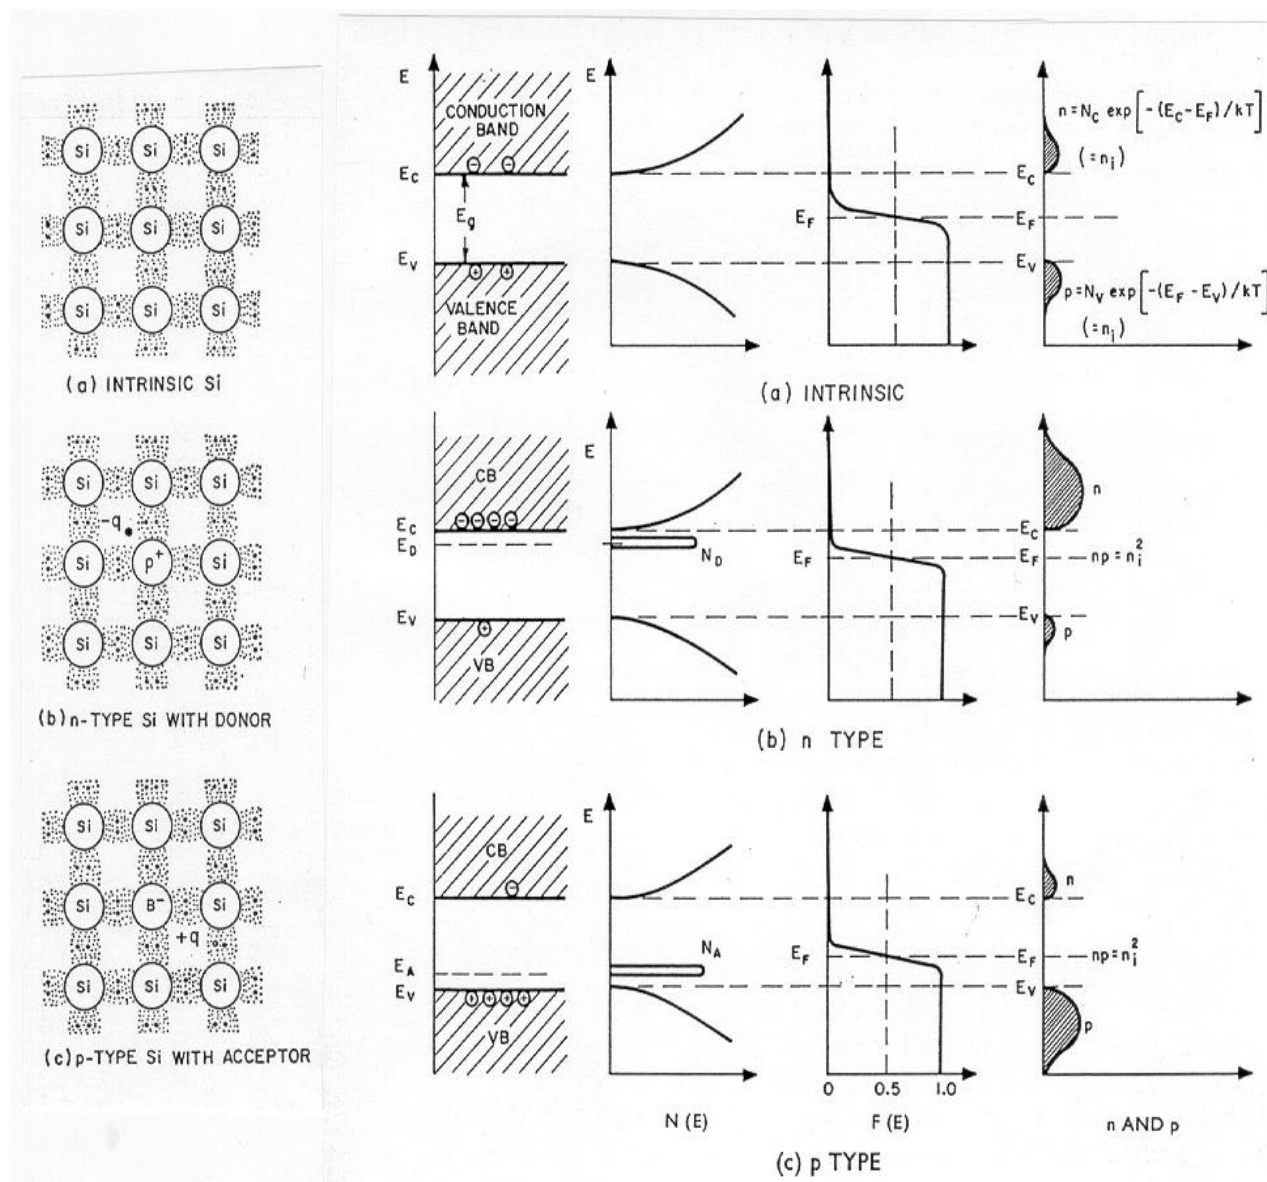 Si Si Si
Si Si Si
Si Si Si
(a) INTRINSIC Si
Si Si Si
-q
Si P+ Si
Si Si Si
(b) n-TYPE Si WITH DONOR
Si Si Si
Si B− Si
+q
Si Si Si
(c) p-TYPE Si WITH ACCEPTOR
E
CONDUCTION
BAND
− −
EC
Eg
EV
+ +
VALENCE
BAND
E
EF
n = NC exp [-(EC-EF)/kT]
(= ni)
EC
EF
EV
p = NV exp [-(EF-EV)/kT]
(= ni)
(a) INTRINSIC
CB
− − − −
EC
ED
EV
+
VB
E
ND
EF
n
EC
EF np = ni2
EV
p
(b) n TYPE
CB
−
EC
EA
EV
+ + + +
VB
E
NA
EF
n
EC
EF np = ni2
EV
p
0 0.5 1.0
N (E) F (E) n AND p
(c) p TYPE